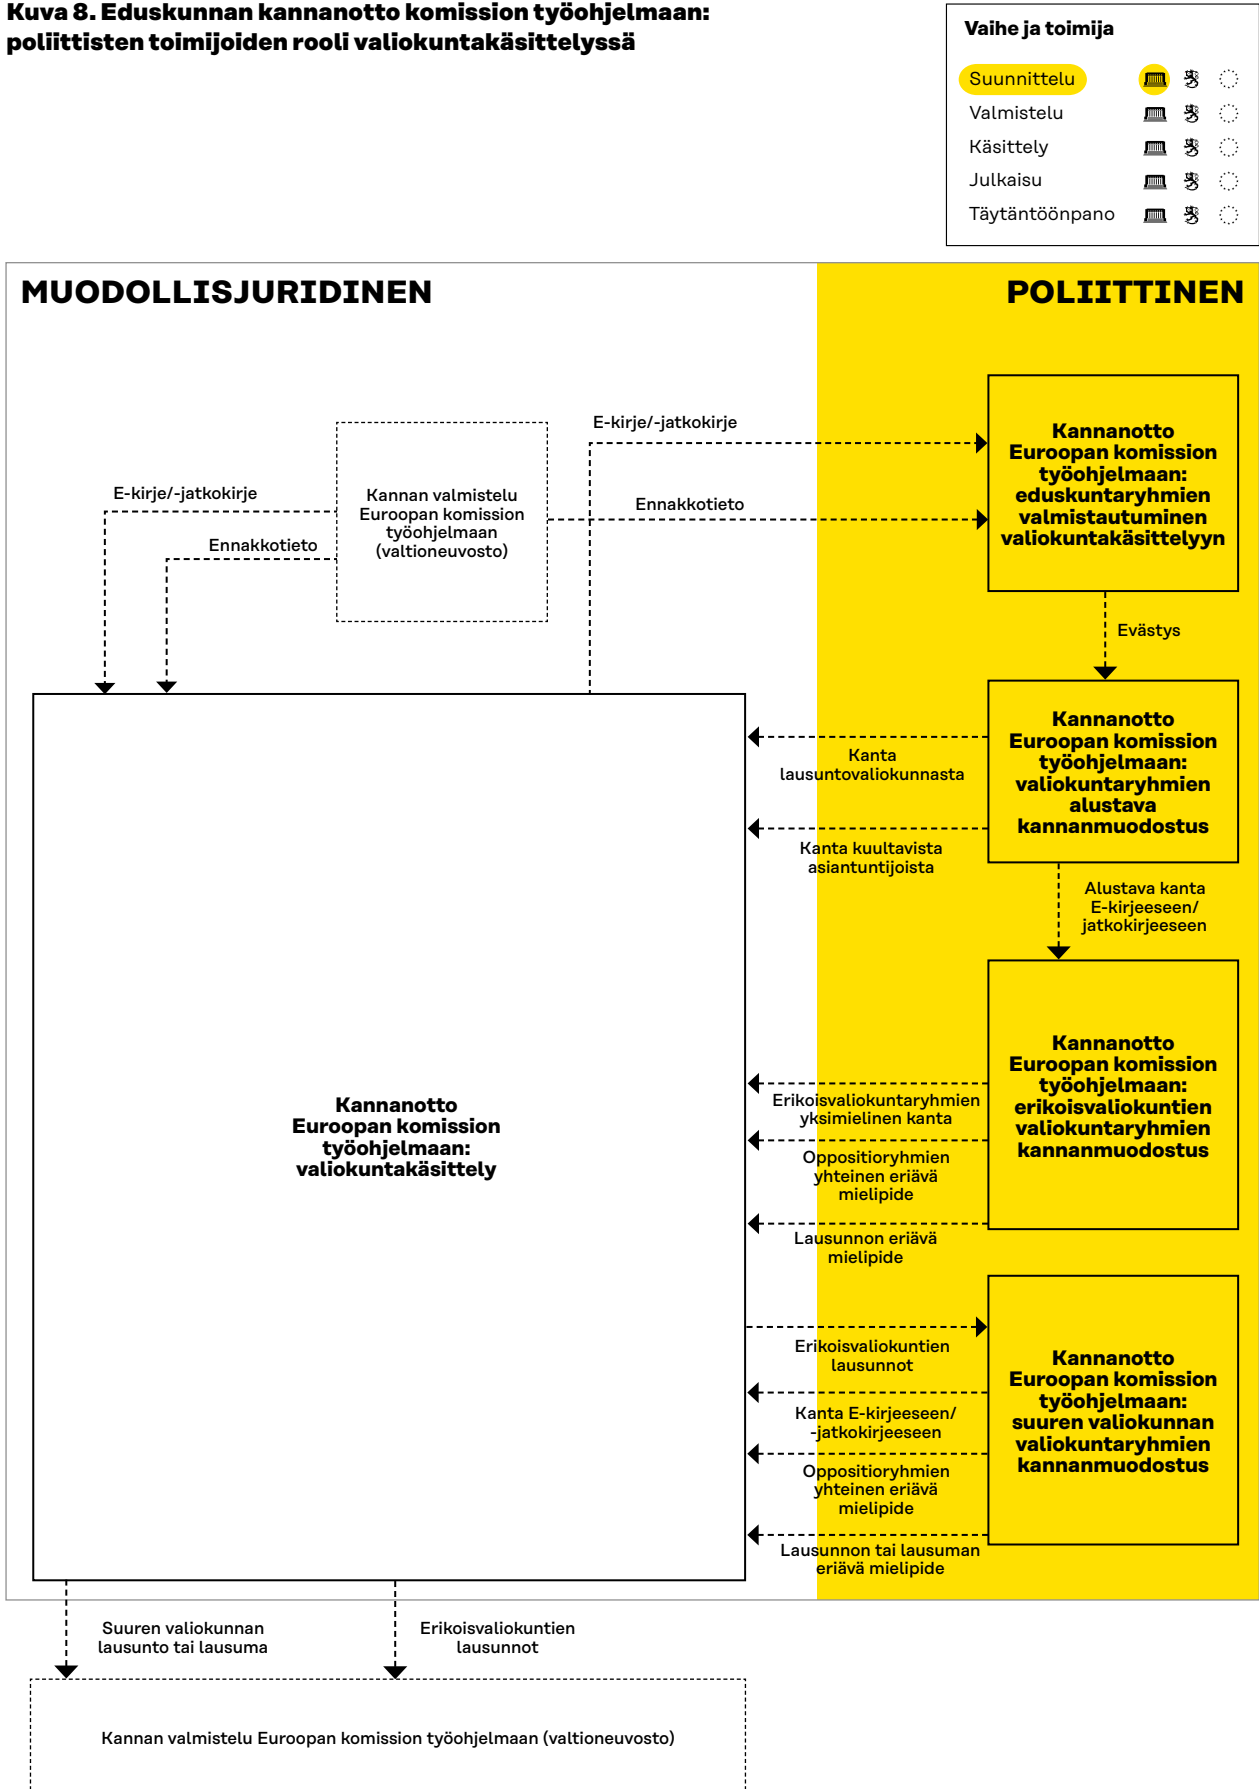 Kuva 8. Eduskunnan kannanotto komission työohjelmaan:
poliittisten toimijoiden rooli valiokuntakäsittelyssä
Vaihe ja toimija
Suunnittelu
Valmistelu
Käsittely
Julkaisu
Täytäntöönpano
MUODOLLISJURIDINEN
POLIITTINEN
E-kirje/-jatkokirje
Ennakkotieto
Kannan valmistelu
Euroopan komission
työohjelmaan
(valtioneuvosto)
E-kirje/-jatkokirje
Ennakkotieto
Kannanotto
Euroopan komission
työohjelmaan:
eduskuntaryhmien
valmistautuminen
valiokuntakäsittelyyn
Evästys
Kannanotto
Euroopan komission
työohjelmaan:
valiokuntaryhmien
alustava
kannanmuodostus
Kanta
lausuntovaliokunnasta
Kanta kuultavista
asiantuntijoista
Alustava kanta
E-kirjeeseen/
jatkokirjeeseen
Kannanotto
Euroopan komission
työohjelmaan:
erikoisvaliokuntien
valiokuntaryhmien
kannanmuodostus
Erikoisvaliokuntaryhmien
yksimielinen kanta
Oppositioryhmien
yhteinen eriävä
mielipide
Lausunnon eriävä
mielipide
Kannanotto
Euroopan komission
työohjelmaan:
valiokuntakäsittely
Erikoisvaliokuntien
lausunnot
Kanta E-kirjeeseen/
-jatkokirjeeseen
Oppositioryhmien
yhteinen eriävä
mielipide
Lausunnon tai lausuman
eriävä mielipide
Kannanotto
Euroopan komission
työohjelmaan:
suuren valiokunnan
valiokuntaryhmien
kannanmuodostus
Suuren valiokunnan
lausunto tai lausuma
Erikoisvaliokuntien
lausunnot
Kannan valmistelu Euroopan komission työohjelmaan (valtioneuvosto)